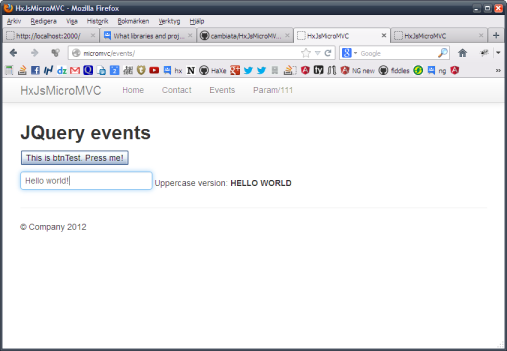 HxJsMicroMVC - Mozilla Firefox
Arkiv Redigera Visa Historik Bokmärken Verktyg Hjälp
http://localhost:2000/ What libraries and proj... cambiata/HxJsMicroMV... HxJsMicroMVC HxJsMicroMVC
micromvc/events/ Google
hx HaXe NG new fiddles ng
HxJsMicroMVC Home Contact Events Param/111
JQuery events
This is btnTest. Press me!
Hello world! Uppercase version: HELLO WORLD
© Company 2012